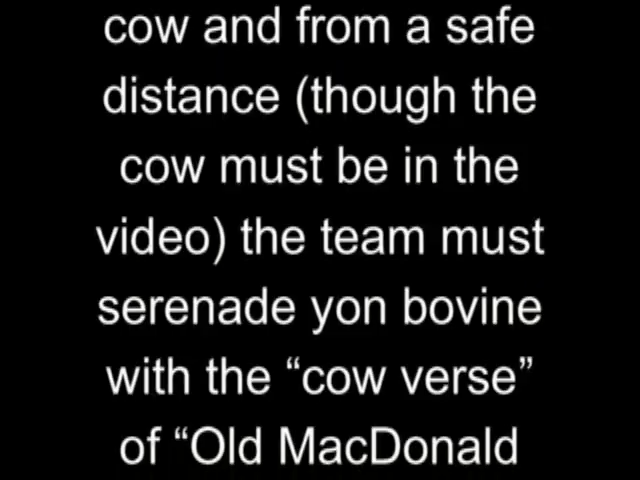 cow and from a safe
distance (though the
cow must be in the
video) the team must
serenade yon bovine
with the “cow verse”
of “Old MacDonald